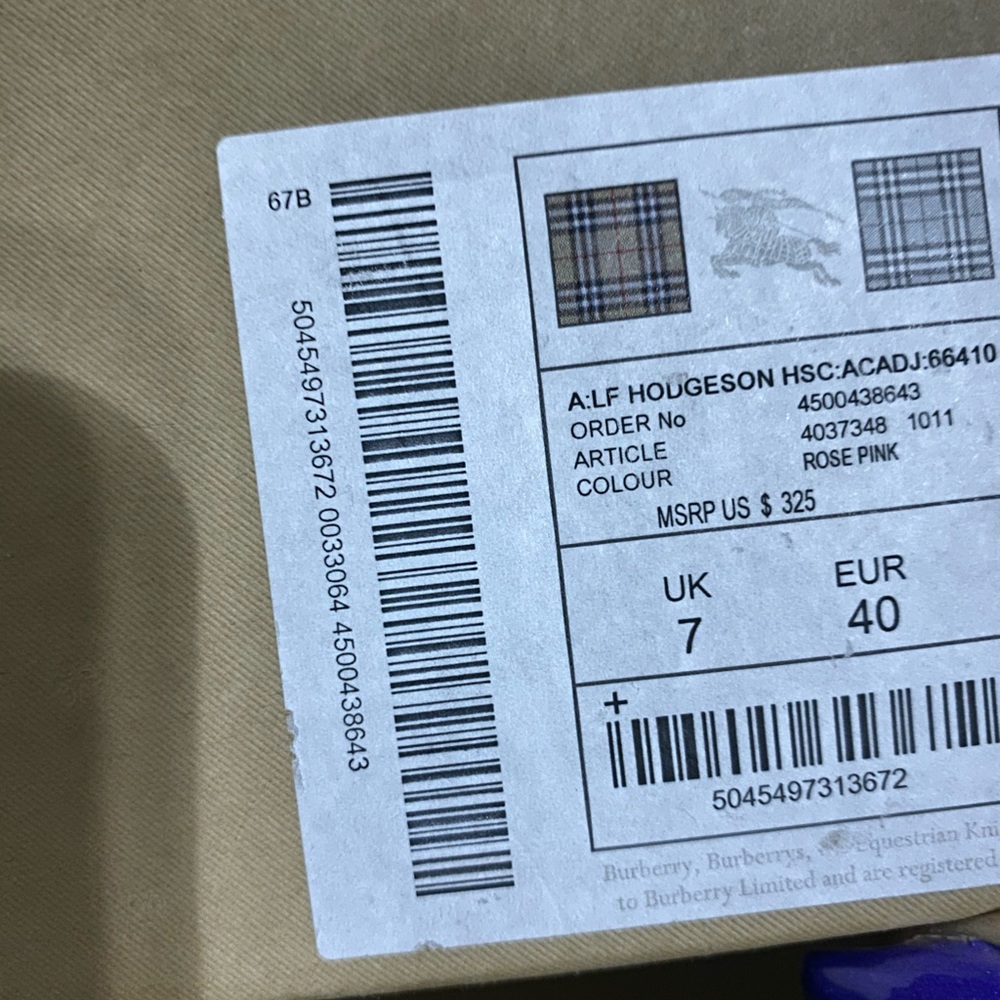 67B
5045497313672 0033064 4500438643
A:LF HODGESON HSC:ACADJ:66410
ORDER No 4500438643
ARTICLE 4037348 1011
COLOUR ROSE PINK
MSRP US $ 325
UK EUR
7 40
+
5045497313672
Burberry, Burberrys, Equestrian Kni
to Burberry Limited and are registered